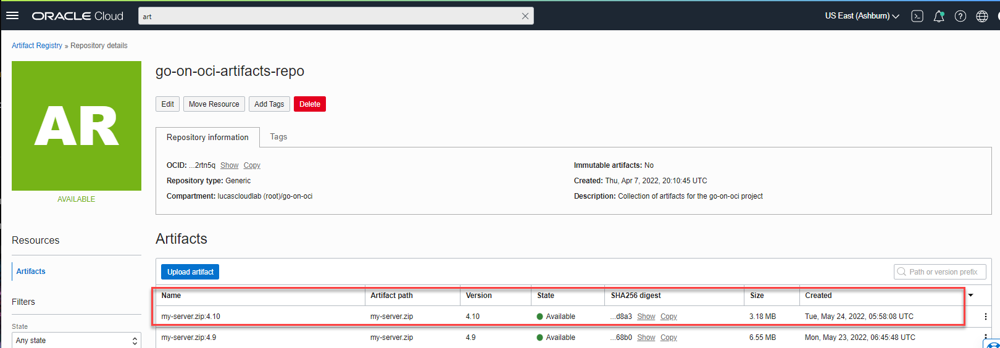 ORACLE Cloud
art
US East (Ashburn)
Artifact Registry » Repository details
AR
AVAILABLE
go-on-oci-artifacts-repo
Edit
Move Resource
Add Tags
Delete
Repository information
Tags
OCID: ...2rtn5q Show Copy
Repository type: Generic
Compartment: lucascloudlab (root)/go-on-oci
Immutable artifacts: No
Created: Thu, Apr 7, 2022, 20:10:45 UTC
Description: Collection of artifacts for the go-on-oci project
Resources
Artifacts
Filters
State
Any state
Artifacts
Upload artifact
Path or version prefix
Name Artifact path Version State SHA256 digest Size Created
my-server.zip:4.10 my-server.zip 4.10 Available ...d8a3 Show Copy 3.18 MB Tue, May 24, 2022, 05:58:08 UTC
my-server.zip:4.9 my-server.zip 4.9 Available ...68b0 Show Copy 6.55 MB Mon, May 23, 2022, 06:45:48 UTC